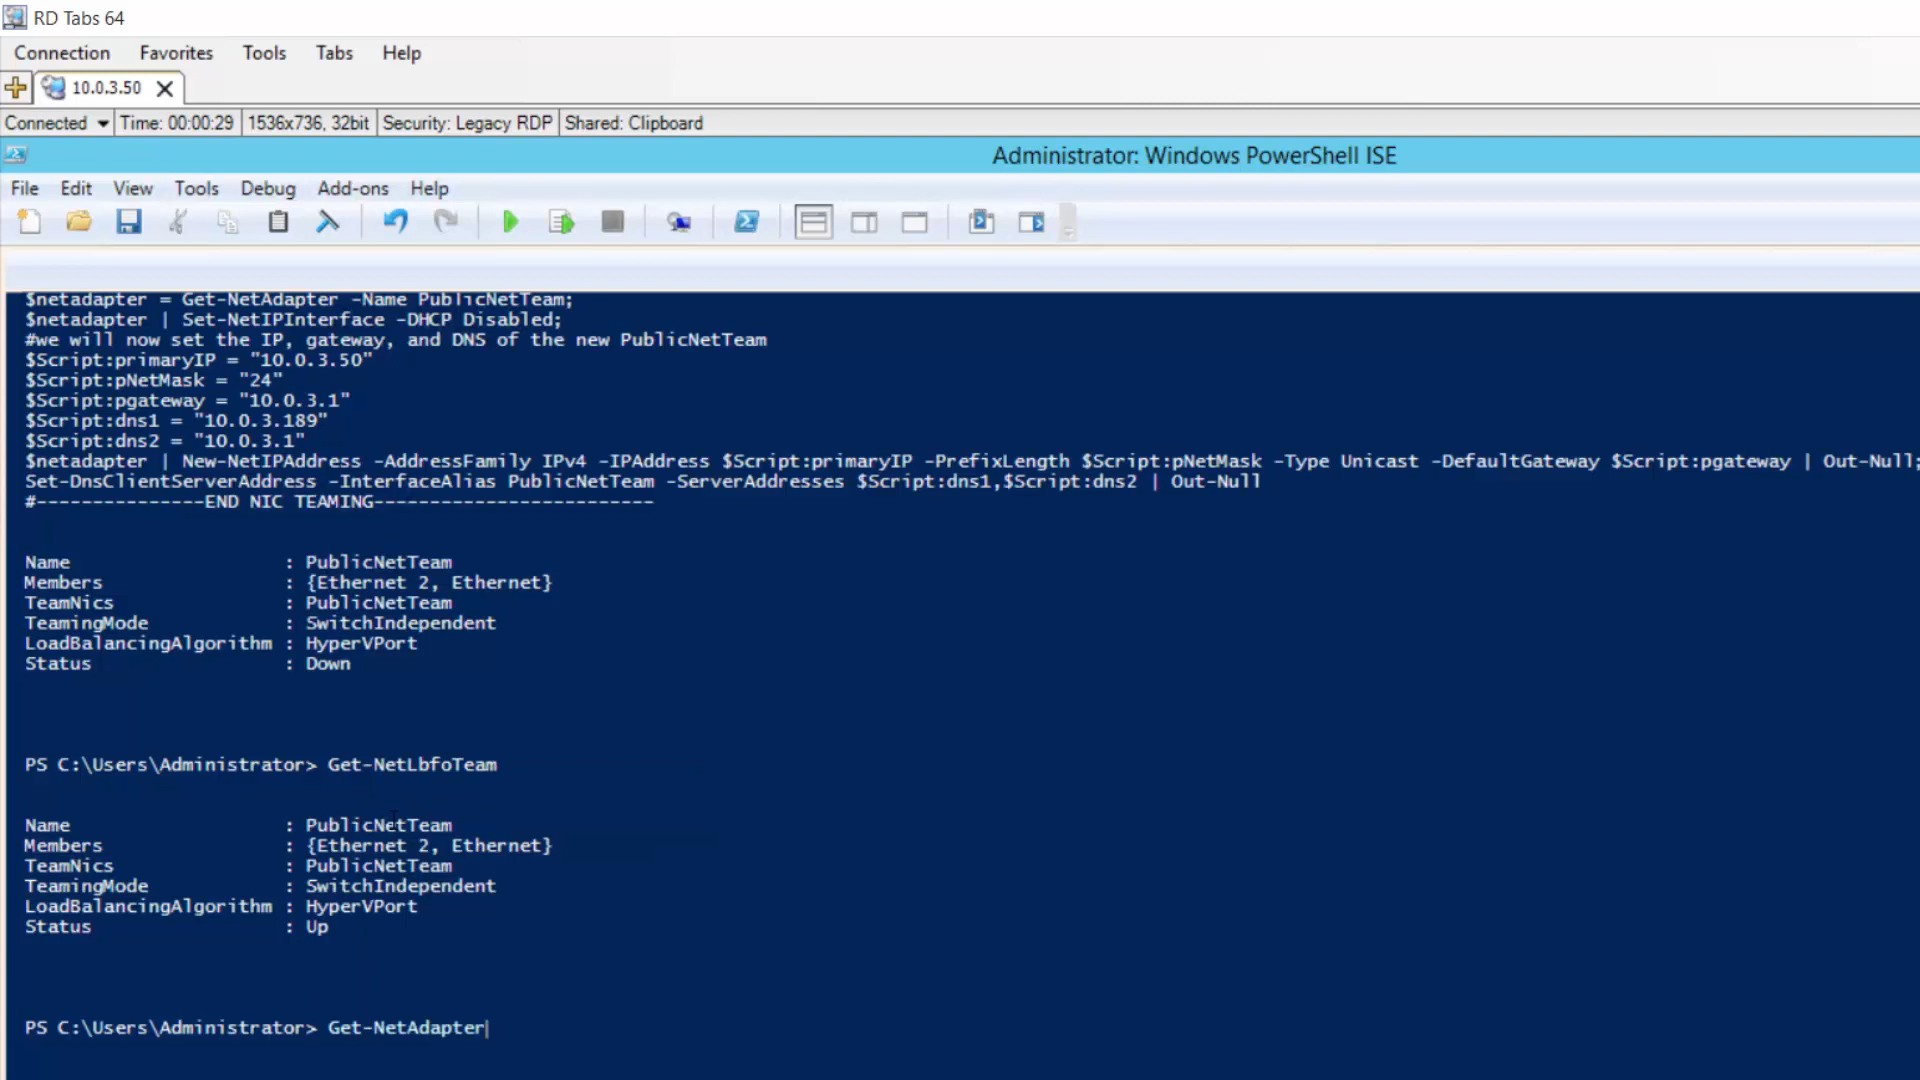 RD Tabs 64
Connection Favorites Tools Tabs Help
10.0.3.50
Connected Time: 00:00:29 1536x736, 32bit Security: Legacy RDP Shared: Clipboard
Administrator: Windows PowerShell ISE
File Edit View Tools Debug Add-ons Help
$netadapter = Get-NetAdapter -Name PublicNetTeam;
$netadapter | Set-NetIPInterface -DHCP Disabled;
#we will now set the IP, gateway, and DNS of the new PublicNetTeam
$Script:primaryIP = "10.0.3.50"
$Script:pNetMask = "24"
$Script:pgateway = "10.0.3.1"
$Script:dns1 = "10.0.3.189"
$Script:dns2 = "10.0.3.1"
$netadapter | New-NetIPAddress -AddressFamily IPv4 -IPAddress $Script:primaryIP -PrefixLength $Script:pNetMask -Type Unicast -DefaultGateway $Script:pgateway | Out-Null;
Set-DnsClientServerAddress -InterfaceAlias PublicNetTeam -ServerAddresses $Script:dns1,$Script:dns2 | Out-Null
#---------------END NIC TEAMING-------------------------
Name : PublicNetTeam
Members : {Ethernet 2, Ethernet}
TeamNics : PublicNetTeam
TeamingMode : SwitchIndependent
LoadBalancingAlgorithm : HyperVPort
Status : Down
PS C:\Users\Administrator> Get-NetLbfoTeam
Name : PublicNetTeam
Members : {Ethernet 2, Ethernet}
TeamNics : PublicNetTeam
TeamingMode : SwitchIndependent
LoadBalancingAlgorithm : HyperVPort
Status : Up
PS C:\Users\Administrator> Get-NetAdapter